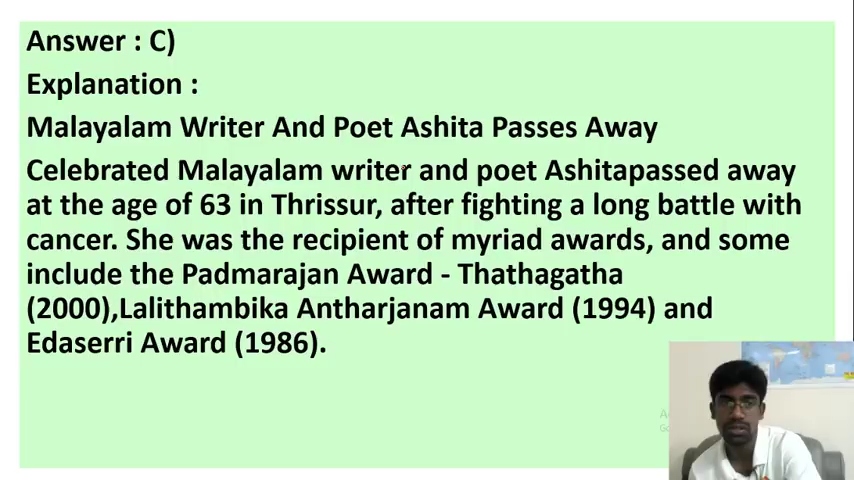 Answer : C)
Explanation :
Malayalam Writer And Poet Ashita Passes Away
Celebrated Malayalam writer and poet Ashitapassed away
at the age of 63 in Thrissur, after fighting a long battle with
cancer. She was the recipient of myriad awards, and some
include the Padmarajan Award - Thathagatha
(2000),Lalithambika Antharjanam Award (1994) and
Edaserri Award (1986).